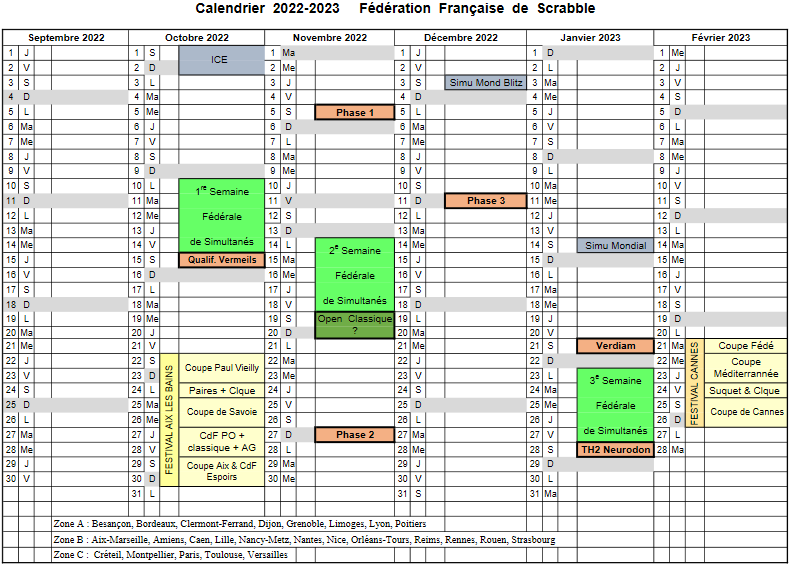 Calendrier 2022-2023 Fédération Française de Scrabble
Septembre 2022 Octobre 2022 Novembre 2022 Décembre 2022 Janvier 2023 Février 2023
1 J 1 S 1 Ma 1 J 1 D 1 Me
ICE
2 V 2 D 2 Me 2 V 2 L 2 J
3 S 3 L 3 J 3 S Simu Mond Blitz 3 Ma 3 V
4 D 4 Ma 4 V 4 D 4 Me 4 S
5 L 5 Me 5 S Phase 1 5 L 5 J 5 D
6 Ma 6 J 6 D 6 Ma 6 V 6 L
7 Me 7 V 7 L 7 Me 7 S 7 Ma
8 J 8 S 8 Ma 8 J 8 D 8 Me
9 V 9 D 9 Me 9 V 9 L 9 J
10 S 10 L 1re Semaine 10 J 10 S 10 Ma 10 V
11 D 11 Ma 11 V 11 D Phase 3 11 Me 11 S
12 L 12 Me Fédérale 12 S 12 L 12 J 12 D
13 Ma 13 J 13 D 13 Ma 13 V 13 L
14 Me 14 V de Simultanés 14 L 2e Semaine 14 Me 14 S Simu Mondial 14 Ma
15 J 15 S Qualif. Vermeils 15 Ma 15 J 15 D 15 Me
16 V 16 D 16 Me Fédérale 16 V 16 L 16 J
17 S 17 L 17 J 17 S 17 Ma 17 V
18 D 18 Ma 18 V de Simultanés 18 D 18 Me 18 S
19 L 19 Me 19 S Open Classique 19 L 19 J 19 D
20 Ma 20 J 20 D ? 20 Ma 20 V 20 L
21 Me 21 V 21 L 21 Me 21 S Verdiam 21 Ma FESTIVAL CANNES Coupe Fédé
22 J 22 S FESTIVAL AIX LES BAINS Coupe Paul Vieilly 22 Ma 22 J 22 D 22 Me Coupe
23 V 23 D 23 Me 23 V 23 L 3e Semaine 23 J Méditerrannée
24 S 24 L Paires + Clque 24 J 24 S 24 Ma 24 V Suquet & Clque
25 D 25 Ma Coupe de Savoie 25 V 25 D 25 Me Fédérale 25 S Coupe de Cannes
26 L 26 Me 26 S 26 L 26 J 26 D
27 Ma 27 J CdF PO + 27 D Phase 2 27 Ma 27 V de Simultanés 27 L
28 Me 28 V classique + AG 28 L 28 Me 28 S TH2 Neurodon 28 Ma
29 J 29 S Coupe Aix & CdF 29 Ma 29 J 29 D
30 V 30 D Espoirs 30 Me 30 V 30 L
31 L 31 S 31 Ma
Zone A : Besançon, Bordeaux, Clermont-Ferrand, Dijon, Grenoble, Limoges, Lyon, Poitiers
Zone B : Aix-Marseille, Amiens, Caen, Lille, Nancy-Metz, Nantes, Nice, Orléans-Tours, Reims, Rennes, Rouen, Strasbourg
Zone C : Créteil, Montpellier, Paris, Toulouse, Versailles